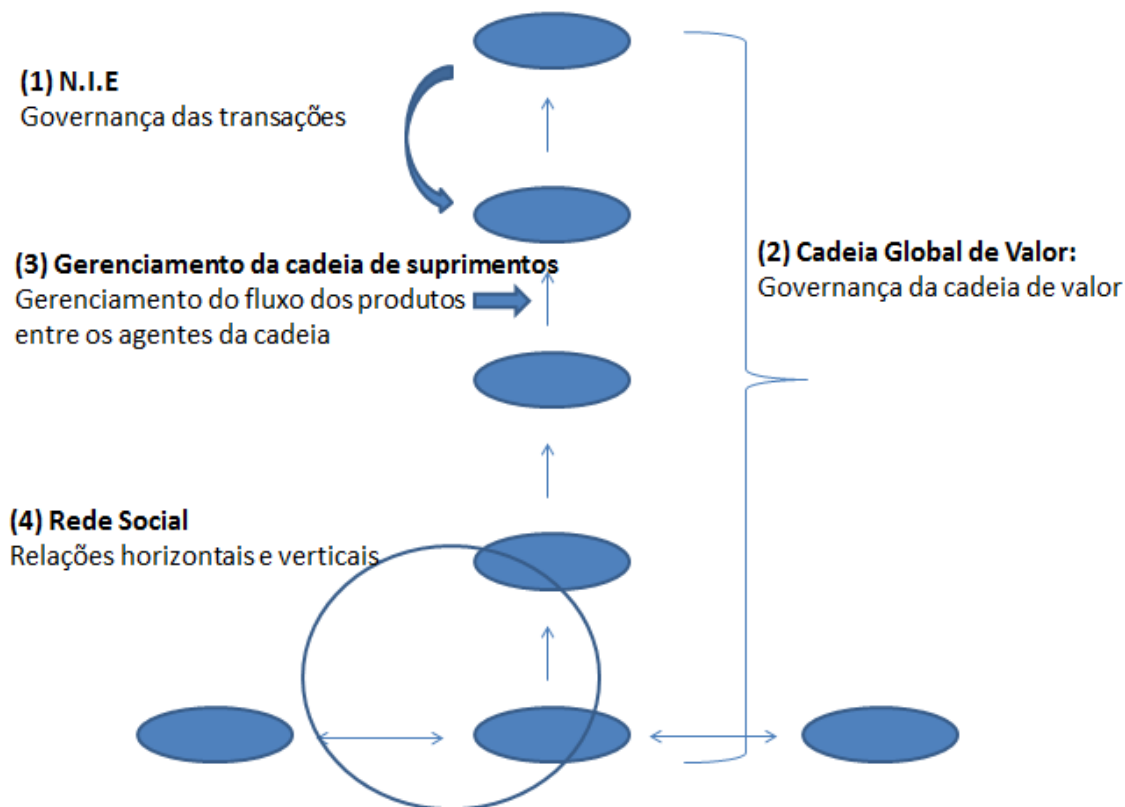 (1) N.I.E
Governança das transações
(3) Gerenciamento da cadeia de suprimentos
Gerenciamento do fluxo dos produtos
entre os agentes da cadeia
(2) Cadeia Global de Valor:
Governança da cadeia de valor
(4) Rede Social
Relações horizontais e verticais